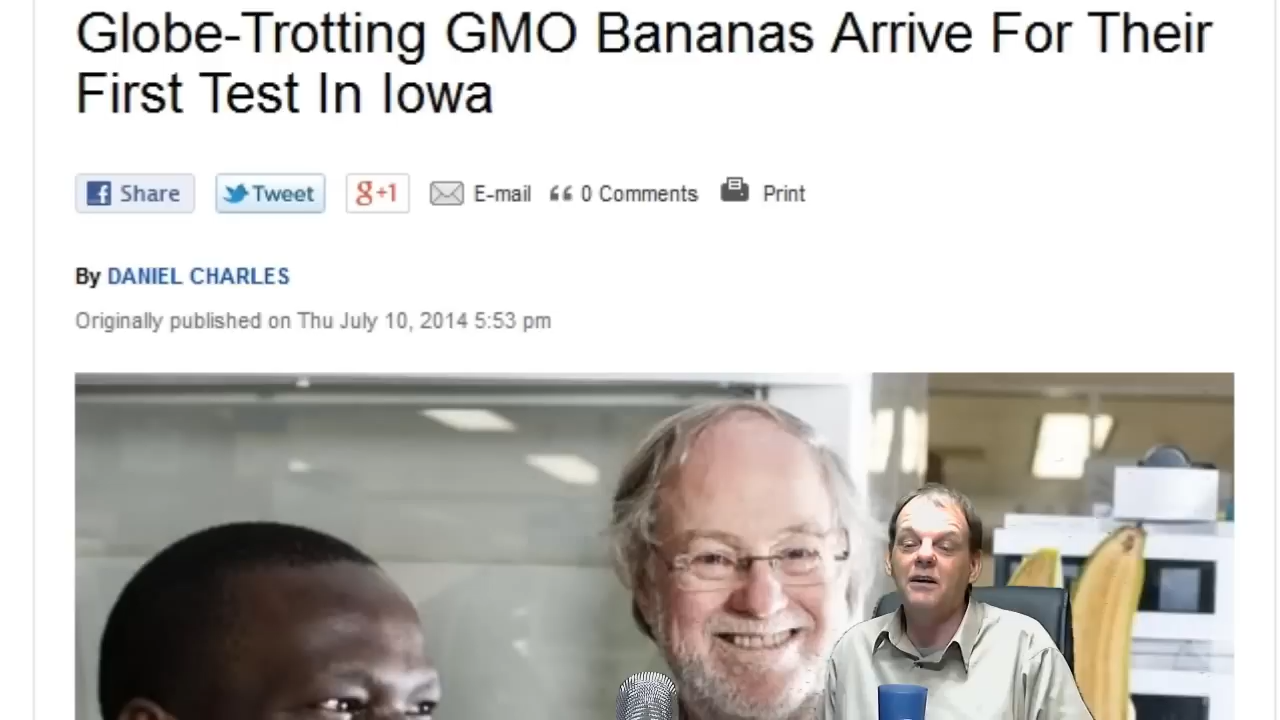 Globe-Trotting GMO Bananas Arrive For Their
First Test In Iowa
Share Tweet g+1 E-mail 0 Comments Print
By DANIEL CHARLES
Originally published on Thu July 10, 2014 5:53 pm